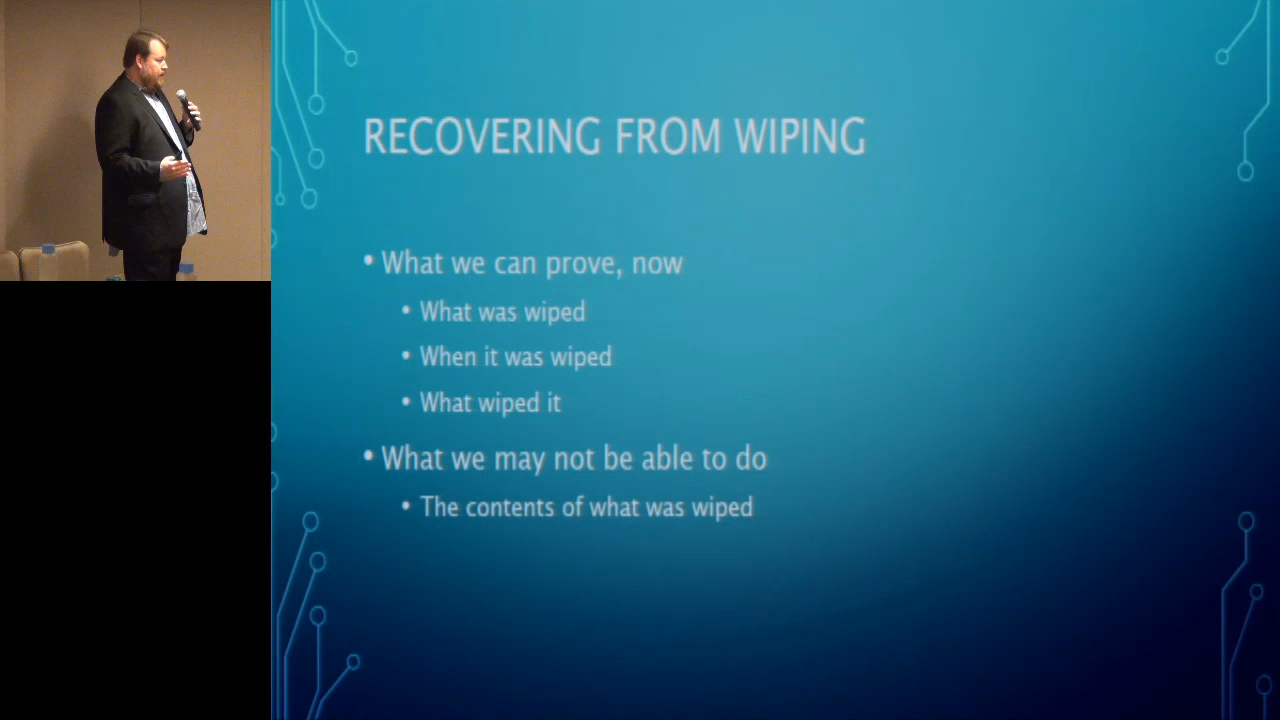 RECOVERING FROM WIPING
• What we can prove, now
• What was wiped
• When it was wiped
• What wiped it
• What we may not be able to do
• The contents of what was wiped